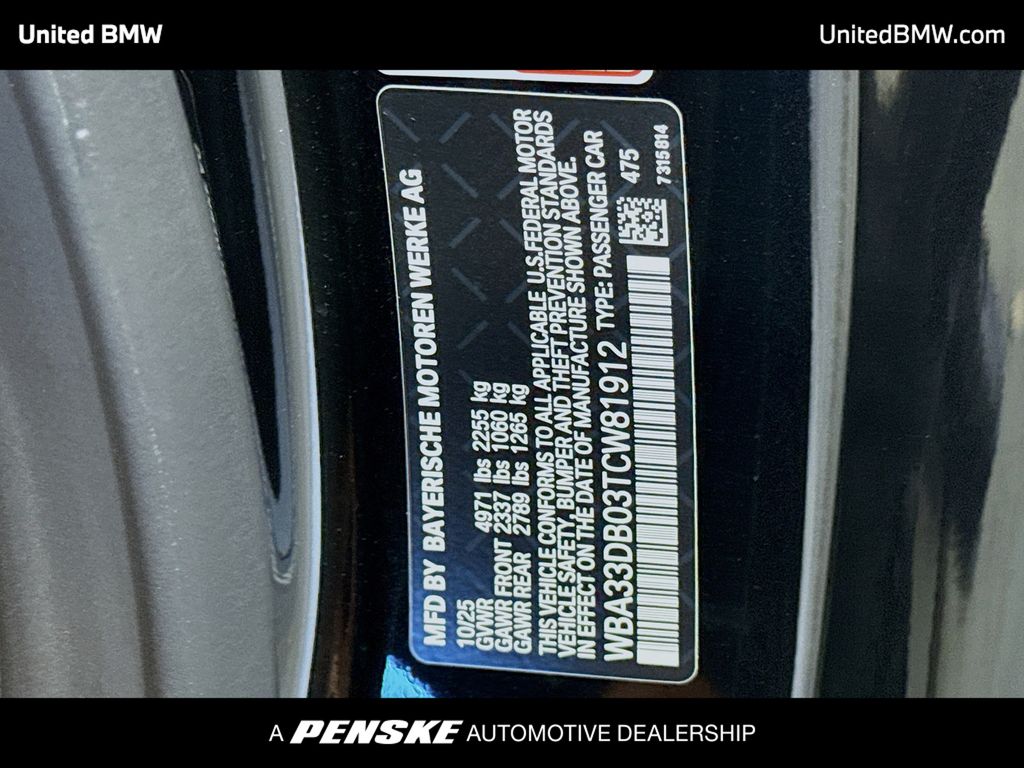 United BMW
UnitedBMW.com
MFD BY BAYERISCHE MOTOREN WERKE AG
10/25
GVWR 4971 lbs 2255 kg
GAWR FRONT 2337 lbs 1060 kg
GAWR REAR 2789 lbs 1265 kg
THIS VEHICLE CONFORMS TO ALL APPLICABLE U.S.FEDERAL MOTOR
VEHICLE SAFETY, BUMPER AND THEFT PREVENTION STANDARDS
IN EFFECT ON THE DATE OF MANUFACTURE SHOWN ABOVE.
WBA33DB03TCW81912 TYPE: PASSENGER CAR
475
7315814
A PENSKE AUTOMOTIVE DEALERSHIP